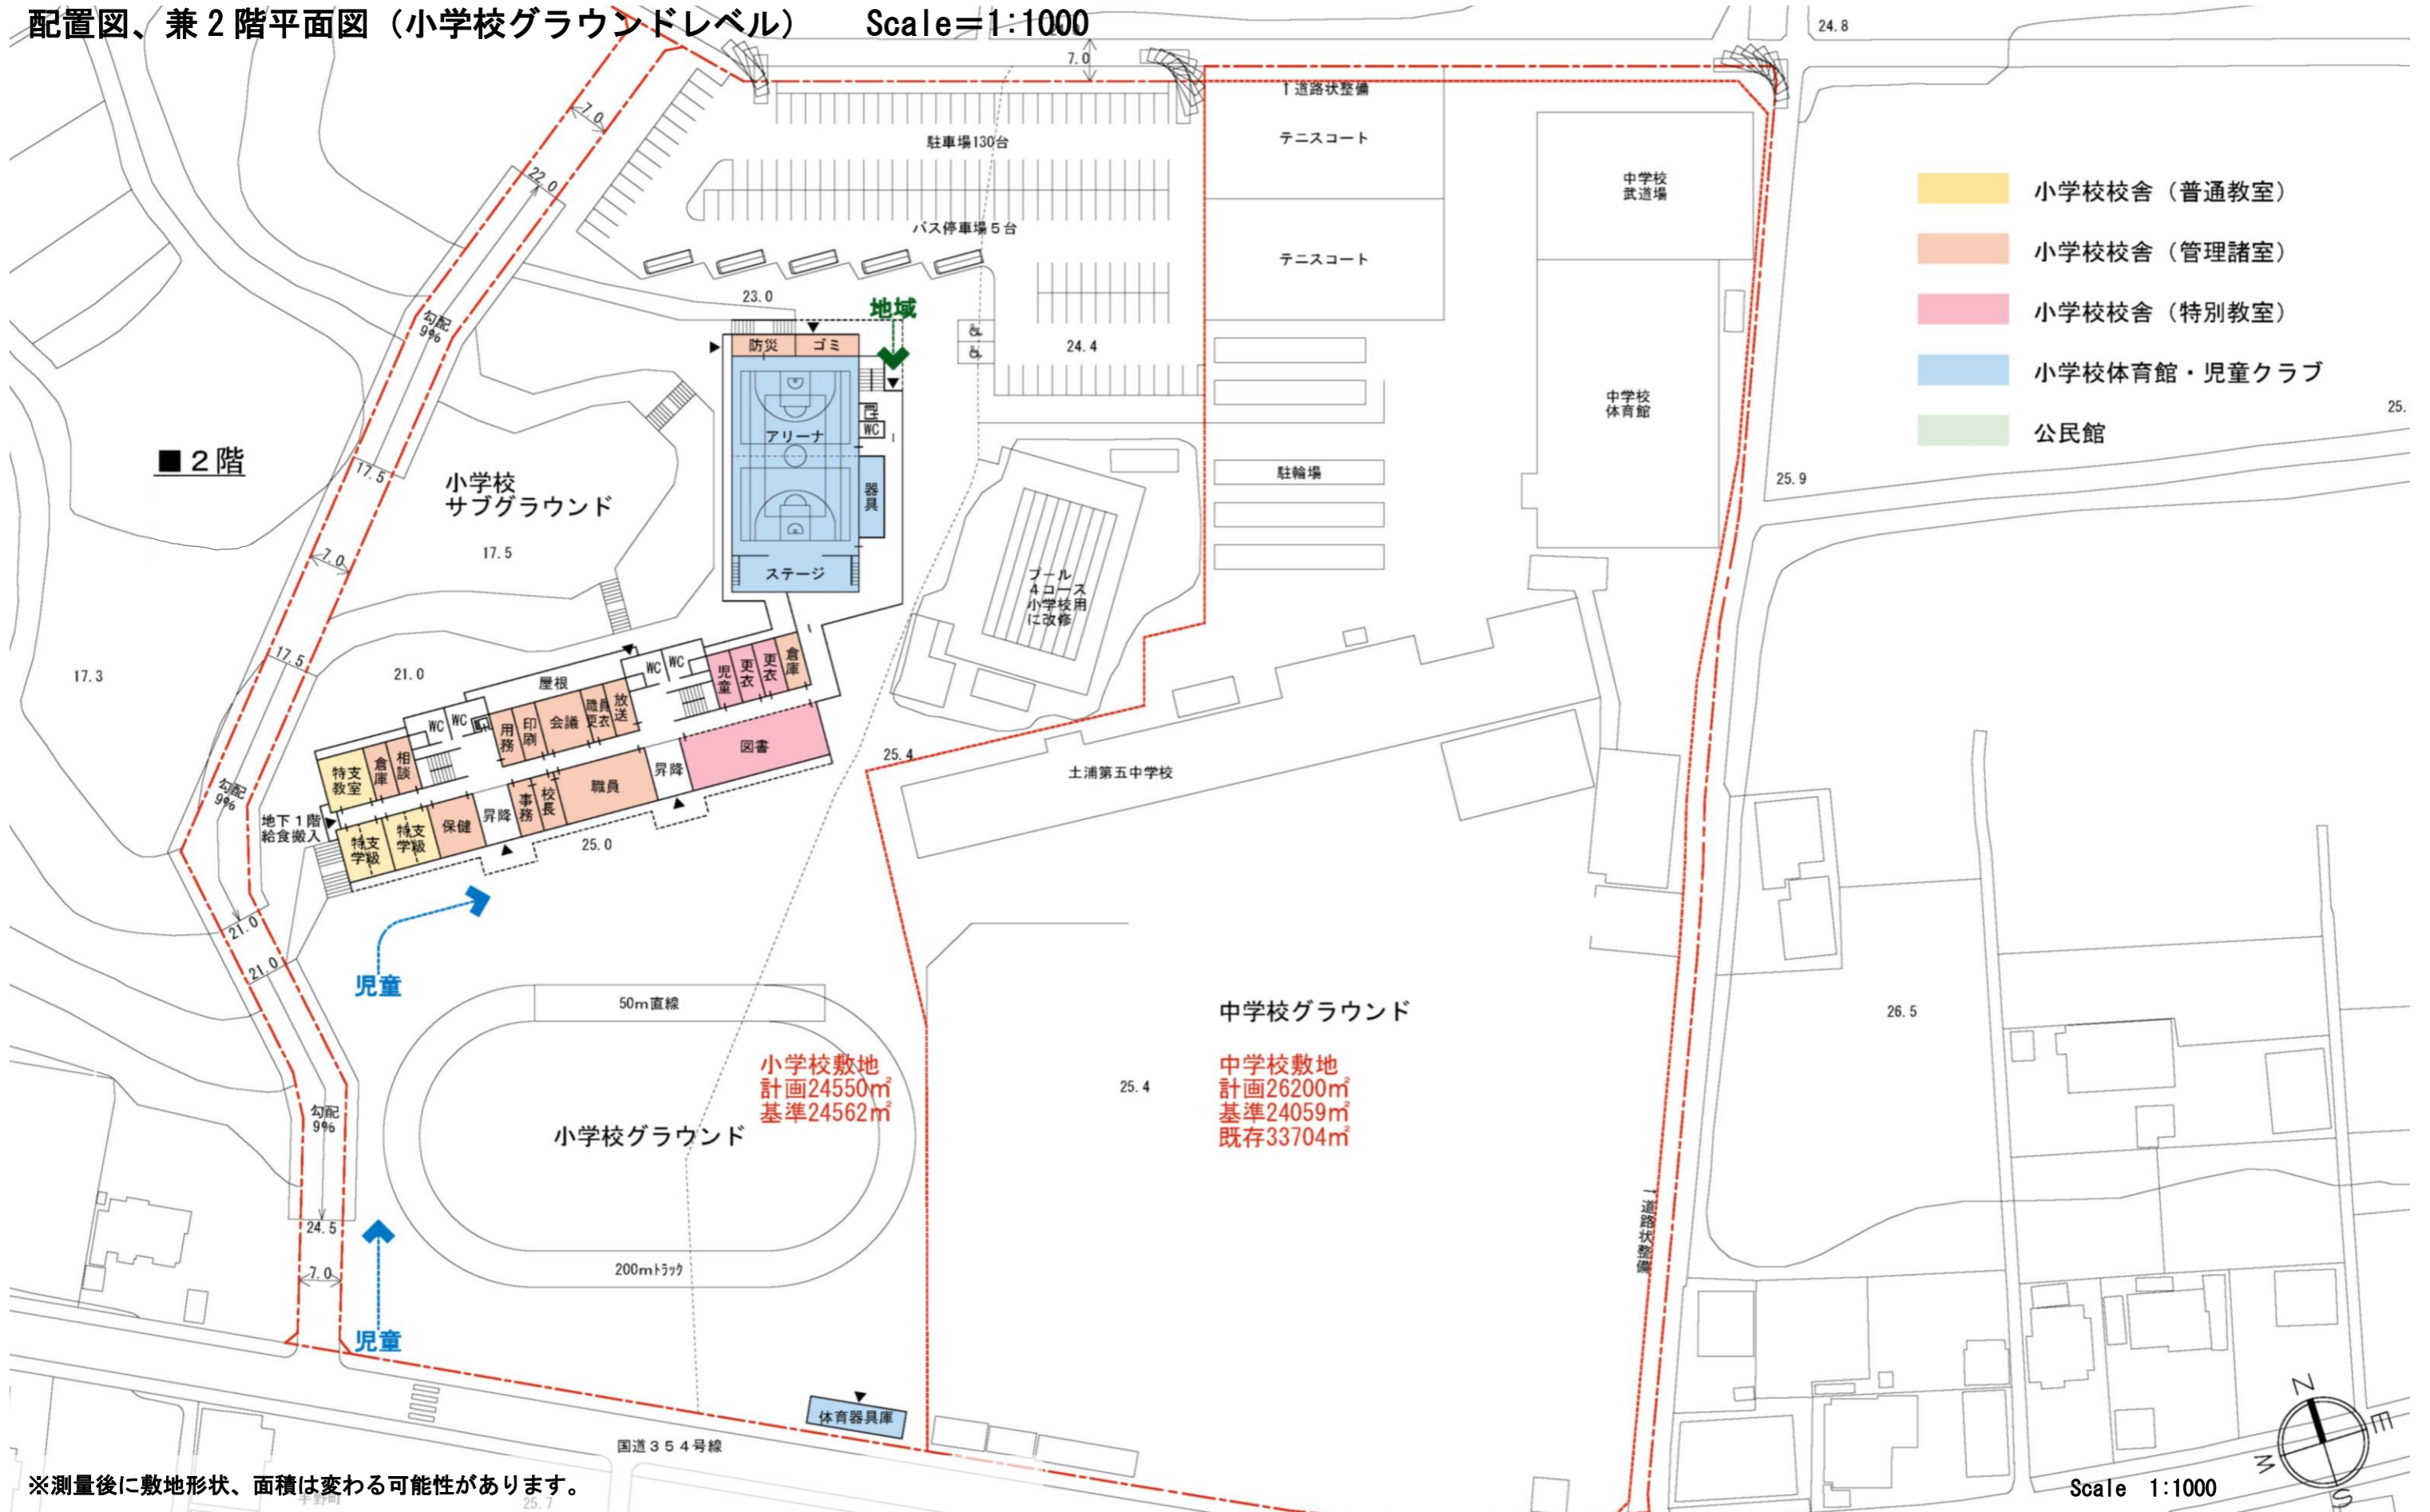 配置図、兼２階平面図（小学校グラウンドレベル）　Scale＝1:1000
24.8
7.0
↑道路状整備
テニスコート
駐車場130台
7.0
中学校
武道場
22.0
小学校校舎（普通教室）
バス停車場５台
小学校校舎（管理諸室）
テニスコート
23.0
地域
小学校校舎（特別教室）
勾配
9%
防災
ゴミ
24.4
小学校体育館・児童クラブ
中学校
体育館
25.
WC
アリーナ
公民館
■２階
17.5
小学校
サブグラウンド
駐輪場
25.9
器具
17.5
7.0
ステージ
プール
４コース
小学校用
に改修
17.5
17.3
21.0
屋根
WC
WC
児童
更衣
更衣
倉庫
WC
WC
用務
印刷
会議
職員更衣
放送
図書
25.4
土浦第五中学校
特支
教室
倉庫
相談
昇降
職員
勾配
9%
地下１階
給食搬入
特支
学級
特支
学級
保健
昇降
事務
校長
25.0
21.0
21.0
児童
50m直線
中学校グラウンド
26.5
小学校敷地
計画24550㎡
基準24562㎡
中学校敷地
計画26200㎡
基準24059㎡
既存33704㎡
25.4
勾配
9%
小学校グラウンド
↑道路状整備
24.5
7.0
200mﾄﾗｯｸ
児童
体育器具庫
国道３５４号線
N
E
W
S
※測量後に敷地形状、面積は変わる可能性があります。
25.7
Scale　1:1000